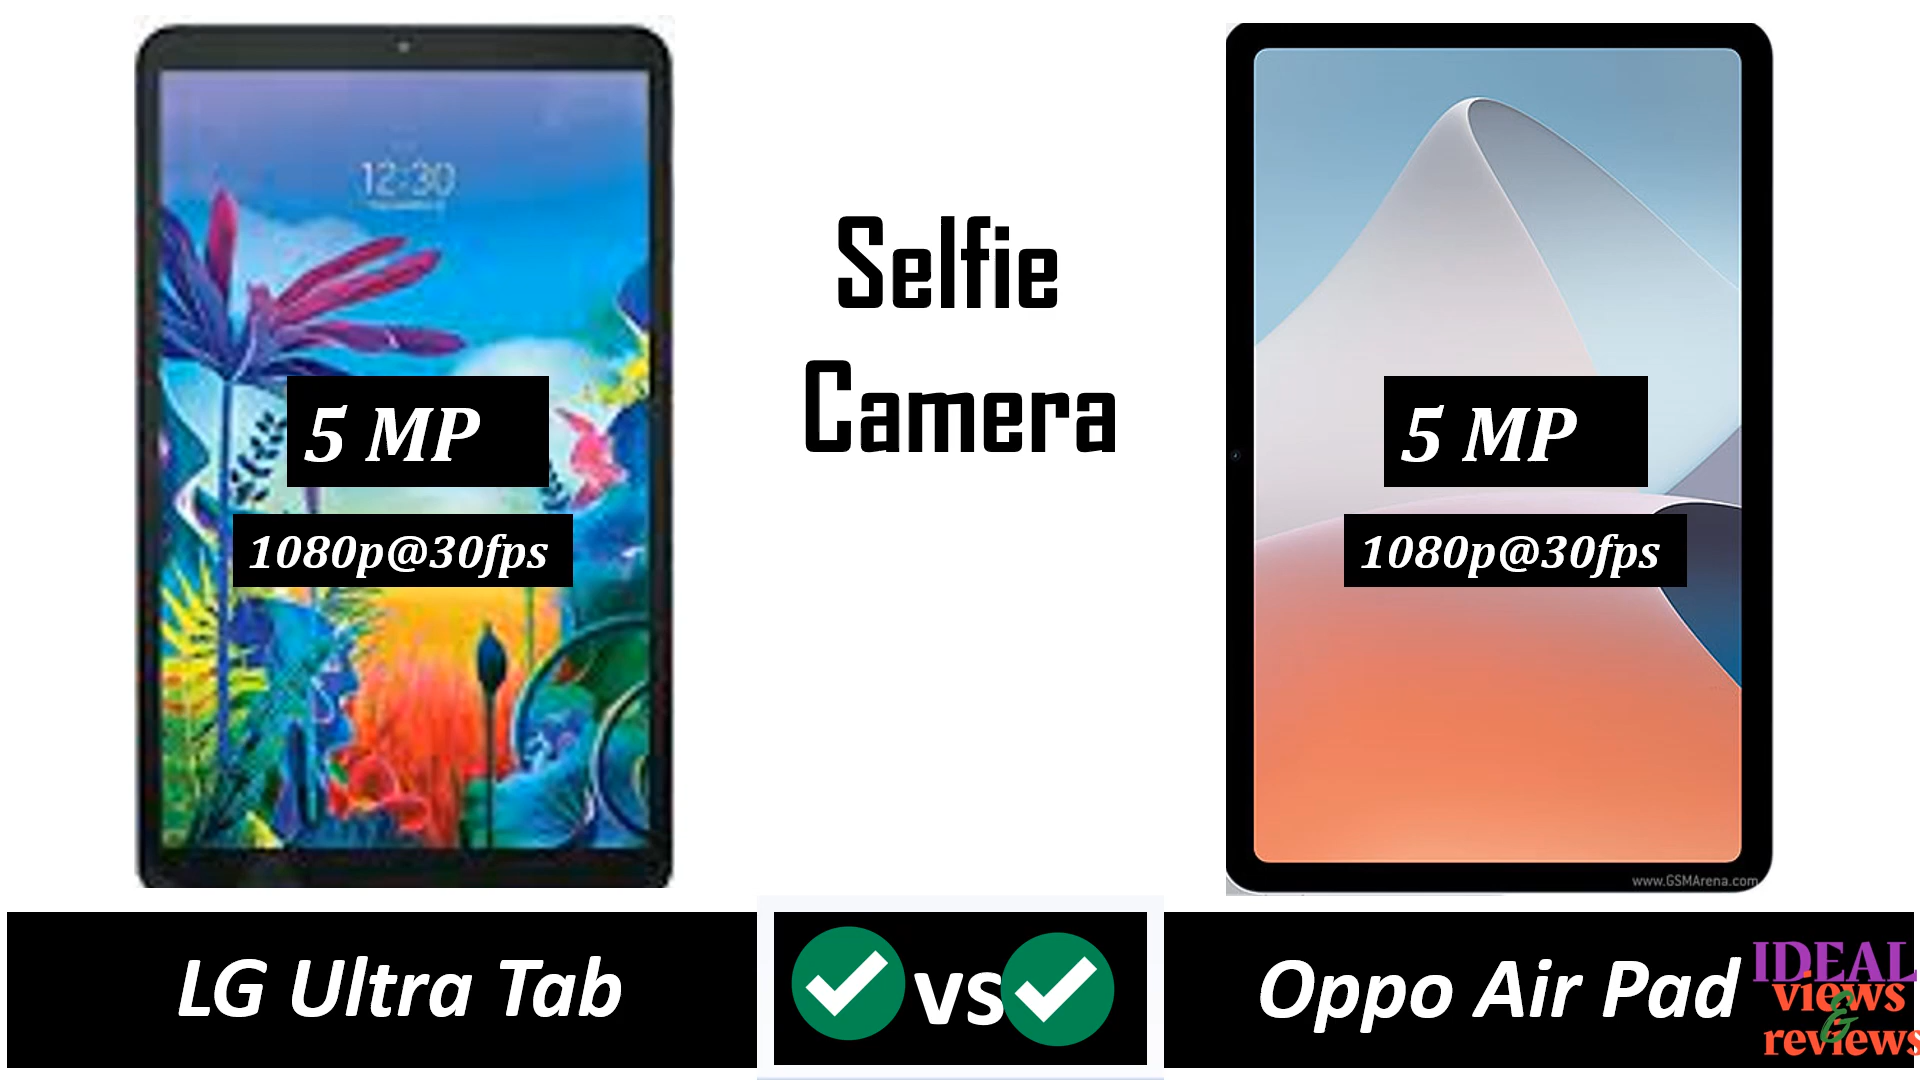 12:30
Selfie
Camera
5 MP
1080p@30fps
5 MP
1080p@30fps
www.GSMArena.com
LG Ultra Tab
vs
Oppo Air Pad
IDEAL
views
&
reviews